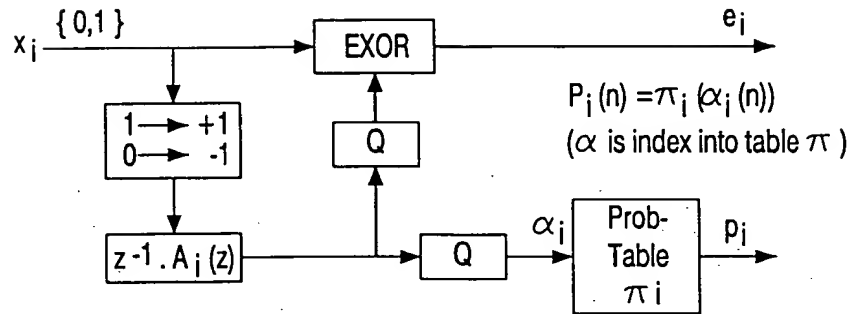 {0,1}
x_i
EXOR
e_i
1 → +1
0 → -1
Q
P_i(n) = π_i(α_i(n))
(α is index into table π)
z⁻¹ . A_i(z)
Q
α_i
Prob-
Table
π i
p_i